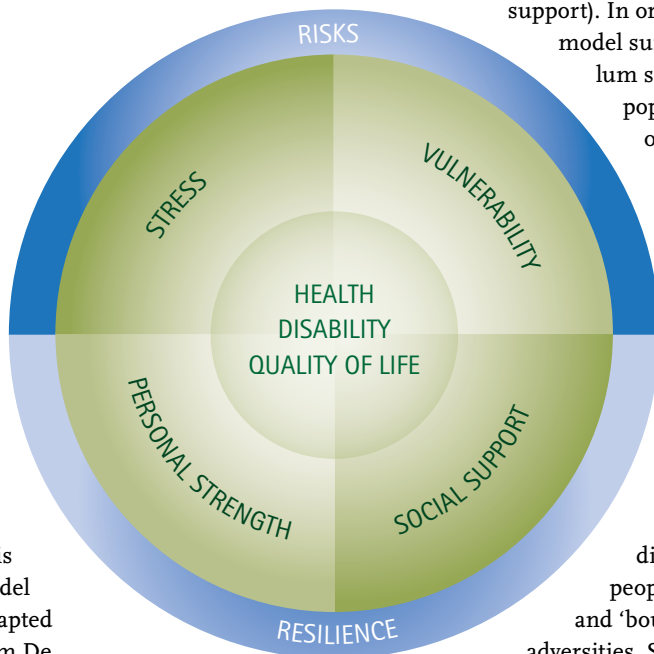 support). In or
model su
lum s
pop
o
RISKS
STRESS
VULNERABILITY
HEALTH
DISABILITY
QUALITY OF LIFE
PERSONAL STRENGTH
SOCIAL SUPPORT
RESILIENCE
is
del
apted
m De
di
peop
and ‘bou
adversities. S